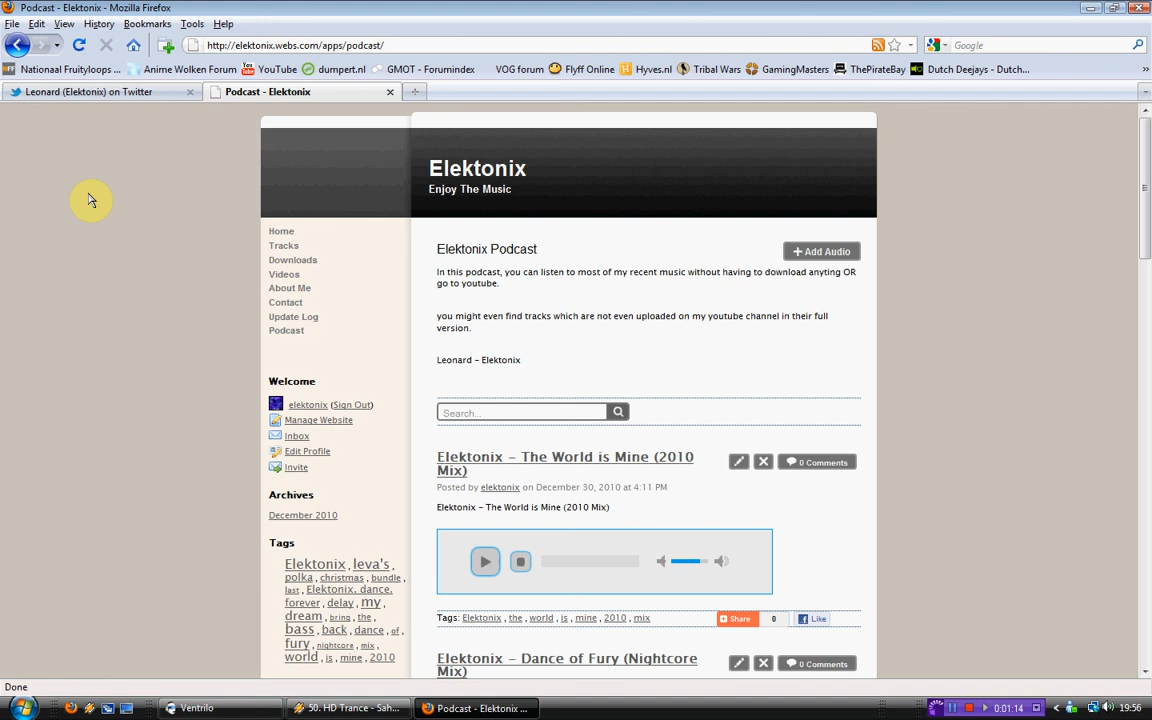 Podcast - Elektonix - Mozilla Firefox
File Edit View History Bookmarks Tools Help
http://elektonix.webs.com/apps/podcast/
Google
Nationaal Fruityloops ... Anime Wolken Forum YouTube dumpert.nl GMOT - Forumindex VOG forum Flyff Online Hyves.nl Tribal Wars GamingMasters ThePirateBay Dutch Deejays - Dutch...
Leonard (Elektonix) on Twitter
Podcast - Elektonix
Elektonix
Enjoy The Music
Home
Tracks
Downloads
Videos
About Me
Contact
Update Log
Podcast
Welcome
elektonix (Sign Out)
Manage Website
Inbox
Edit Profile
Invite
Archives
December 2010
Tags
Elektonix , leva's ,
polka , christmas , bundle ,
last , Elektonix. dance.
forever , delay , my ,
dream , bring , the ,
bass , back , dance , of ,
fury , nightcore , mix ,
world , is , mine , 2010
Elektonix Podcast
+ Add Audio
In this podcast, you can listen to most of my recent music without having to download anyting OR
go to youtube.
you might even find tracks which are not even uploaded on my youtube channel in their full
version.
Leonard - Elektonix
Search...
Elektonix – The World is Mine (2010
Mix)
0 Comments
Posted by elektonix on December 30, 2010 at 4:11 PM
Elektonix – The World is Mine (2010 Mix)
Tags: Elektonix , the , world , is , mine , 2010 , mix
Share 0 Like
Elektonix – Dance of Fury (Nightcore
Mix)
0 Comments
Done
Ventrilo
50. HD Trance - Sah...
Podcast - Elektonix ...
0:01:14
19:56